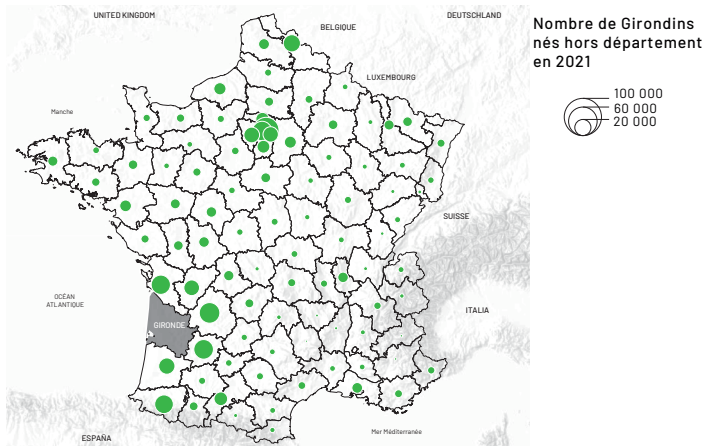 UNITED KINGDOM
DEUTSCHLAND
BELGIQUE
Nombre de Girondins
nés hors département
en 2021
LUXEMBOURG
100 000
60 000
20 000
Manche
SUISSE
OCÉAN
ATLANTIQUE
ITALIA
GIRONDE
Mer Méditerranée
ESPAÑA